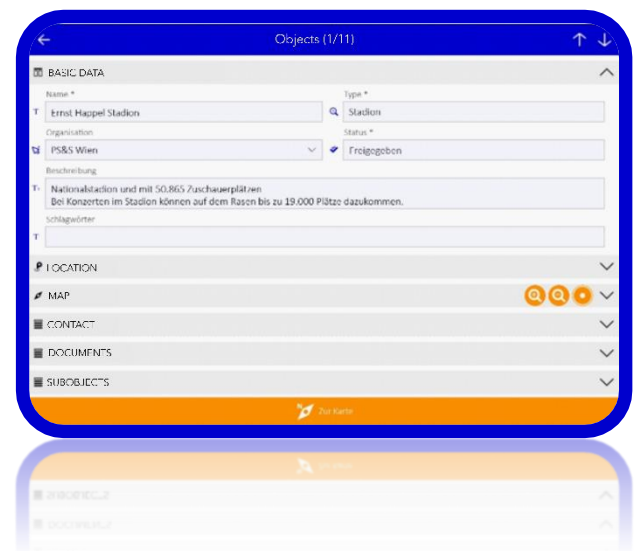 Objects (1/11)
BASIC DATA
Name *
Type *
Ernst Happel Stadion
Stadion
Organisation
Status *
PS&S Wien
Freigegeben
Beschreibung
Nationalstadion und mit 50.865 Zuschauerplätzen
Bei Konzerten im Stadion können auf dem Rasen bis zu 19.000 Plätze dazukommen.
Schlagwörter
LOCATION
MAP
CONTACT
DOCUMENTS
SUBOBJECTS
Zur Karte